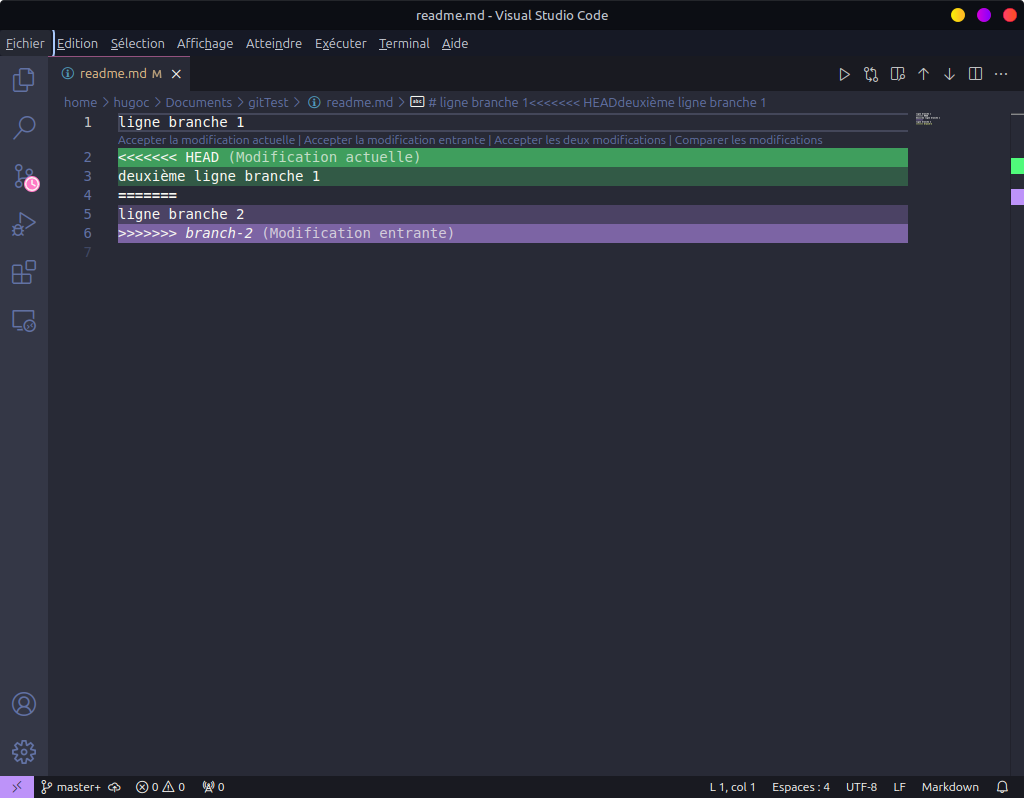 readme.md - Visual Studio Code
Fichier Edition Sélection Affichage Atteindre Exécuter Terminal Aide
readme.md M
home > hugoc > Documents > gitTest > readme.md > # ligne branche 1<<<<<<< HEADdeuxième ligne branche 1
1 ligne branche 1
Accepter la modification actuelle | Accepter la modification entrante | Accepter les deux modifications | Comparer les modifications
2 <<<<<<< HEAD (Modification actuelle)
3 deuxième ligne branche 1
4 =======
5 ligne branche 2
6 >>>>>>> branch-2 (Modification entrante)
7
master+ 0 0 0 L 1, col 1 Espaces : 4 UTF-8 LF Markdown